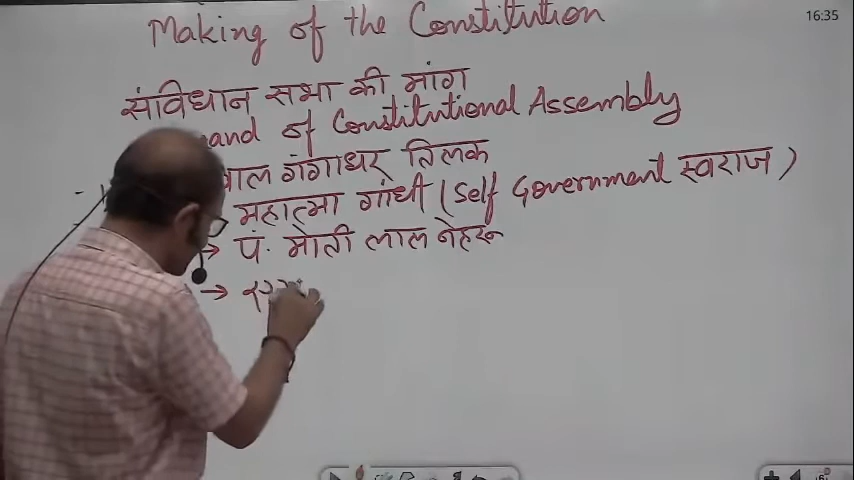 16:35
Making of the Constitution
संविधान सभा की मांग
and of Constitutional Assembly
बाल गंगाधर तिलक
महात्मा गांधी (Self Government स्वराज)
→ पं. मोती लाल नेहरू
→